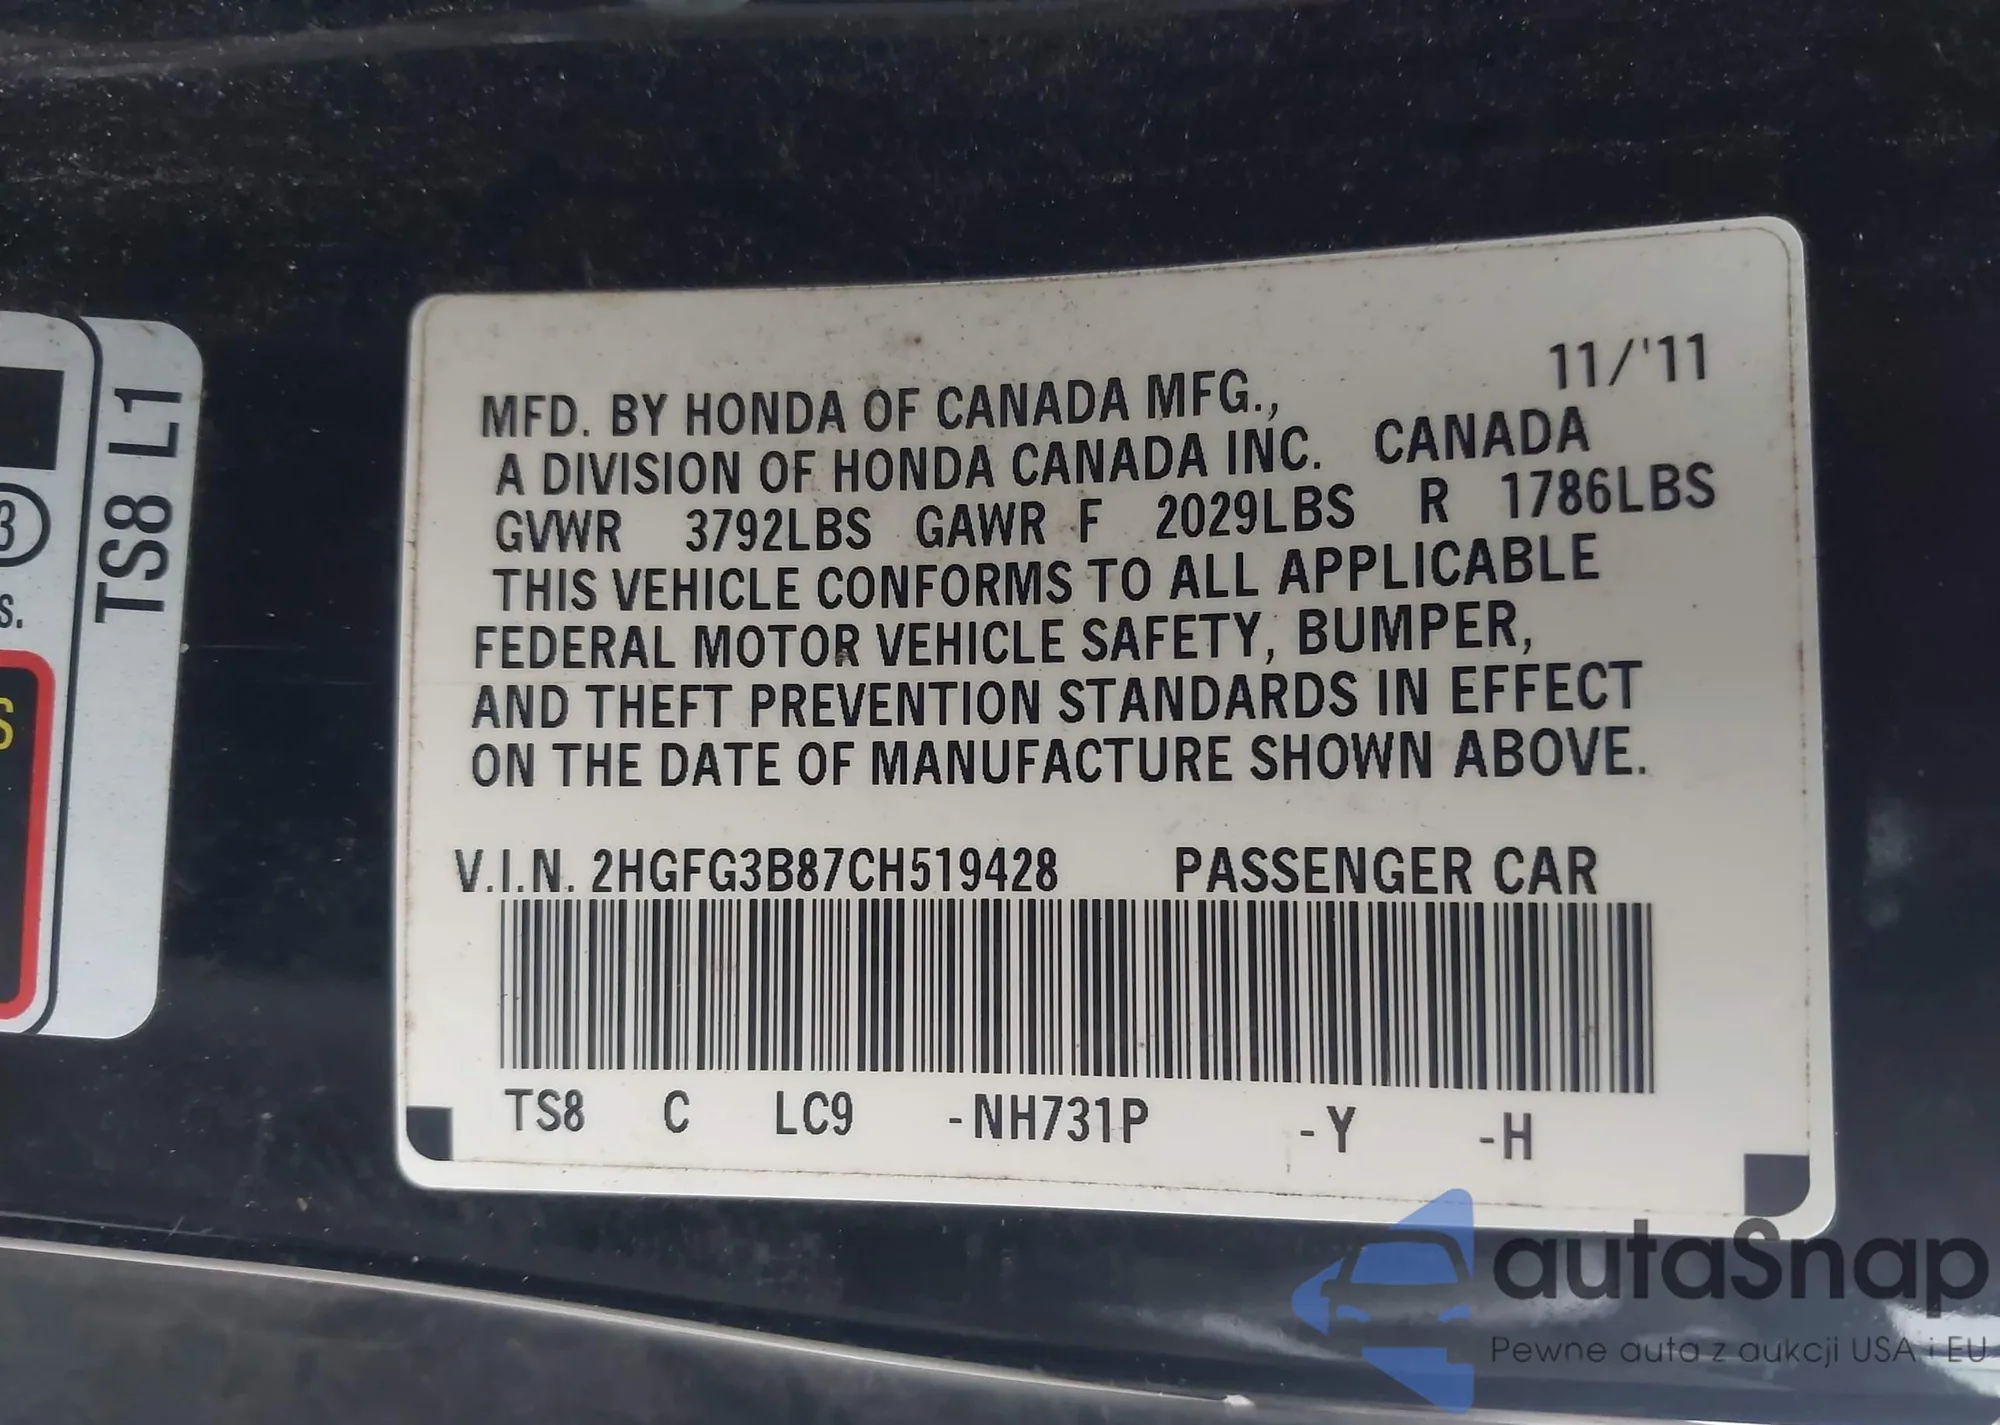 11/'11
MFD. BY HONDA OF CANADA MFG.,
A DIVISION OF HONDA CANADA INC. CANADA
GVWR 3792LBS GAWR F 2029LBS R 1786LBS
THIS VEHICLE CONFORMS TO ALL APPLICABLE
FEDERAL MOTOR VEHICLE SAFETY, BUMPER,
AND THEFT PREVENTION STANDARDS IN EFFECT
ON THE DATE OF MANUFACTURE SHOWN ABOVE.
V.I.N. 2HGFG3B87CH519428 PASSENGER CAR
TS8 C LC9 -NH731P -Y -H
TS8 L1
3
s.
S
autaSnap
Pewne auta z aukcji USA i EU